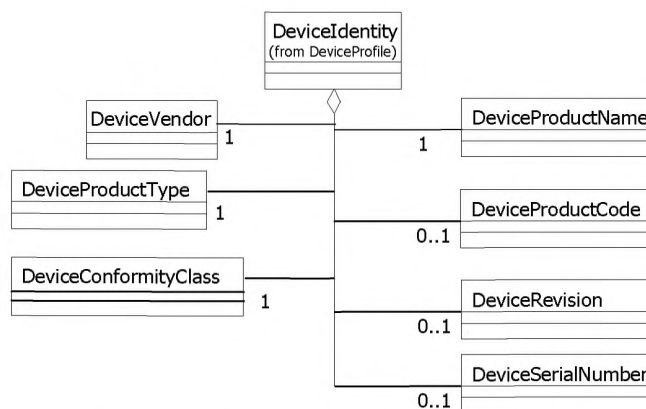 DeviceIdentity
(from DeviceProfile)
DeviceVendor
1
DeviceProductName
1
DeviceProductType
1
DeviceProductCode
0..1
DeviceConformityClass
1
DeviceRevision
0..1
DeviceSerialNumber
0..1